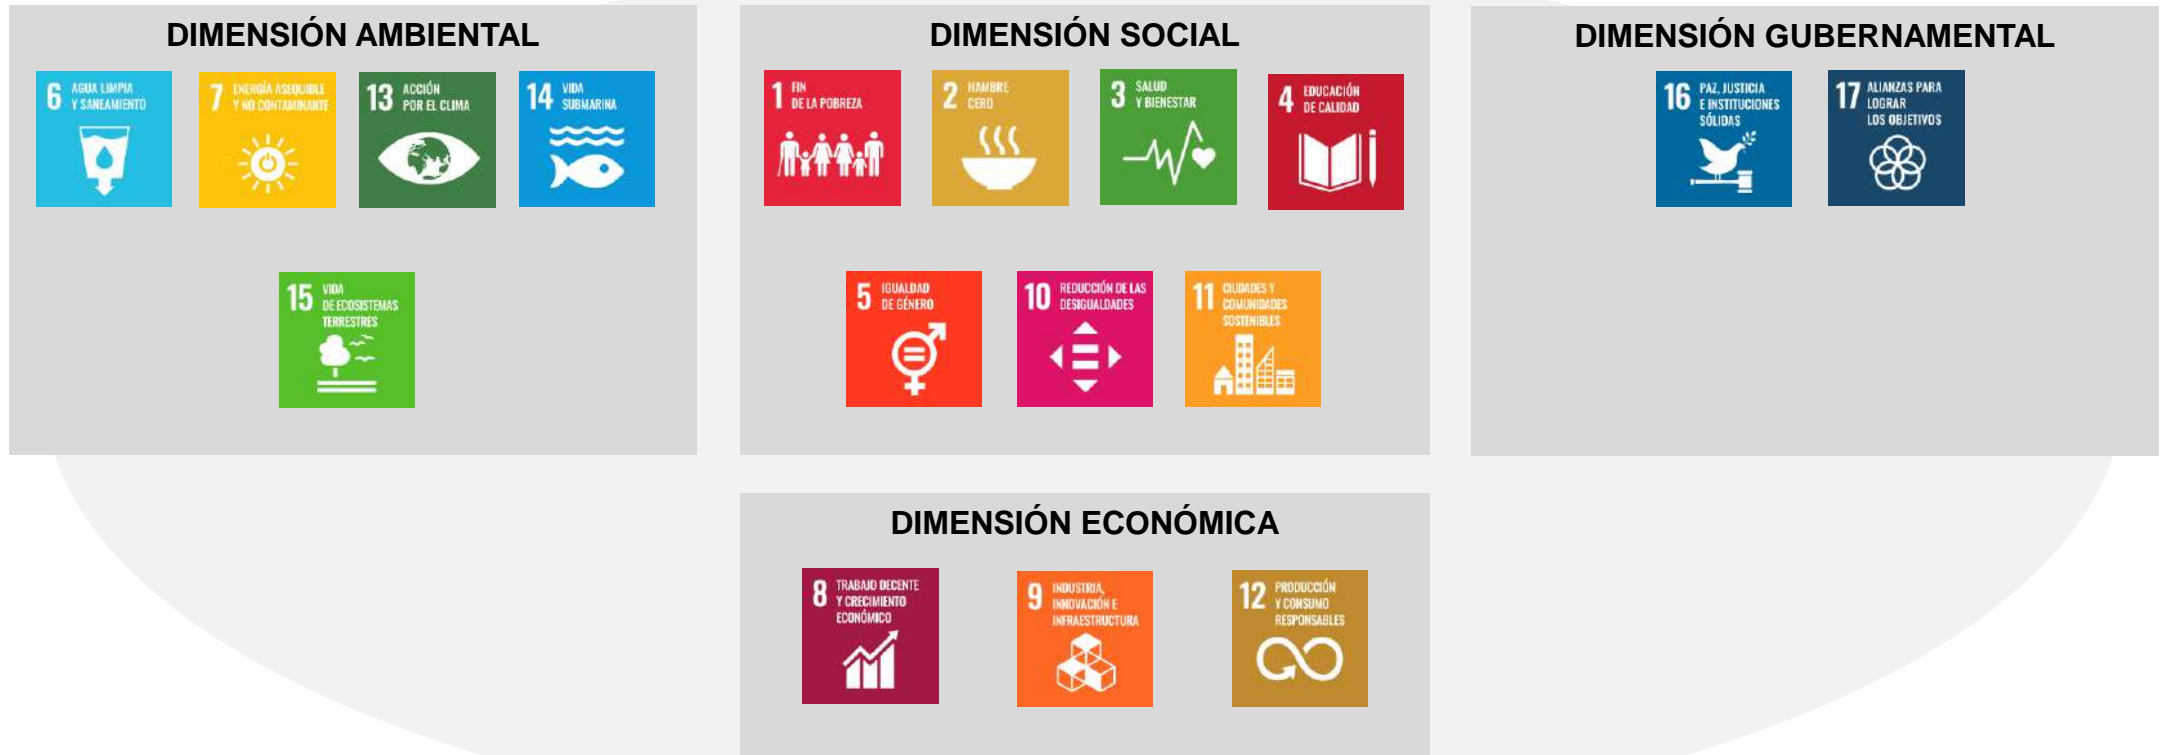 DIMENSIÓN AMBIENTAL
6 AGUA LIMPIA
Y SANEAMIENTO
7 ENERGÍA ASEQUIBLE
Y NO CONTAMINANTE
13 ACCIÓN
POR EL CLIMA
14 VIDA
SUBMARINA
15 VIDA
DE ECOSISTEMAS
TERRESTRES
DIMENSIÓN SOCIAL
1 FIN
DE LA POBREZA
2 HAMBRE
CERO
3 SALUD
Y BIENESTAR
4 EDUCACIÓN
DE CALIDAD
5 IGUALDAD
DE GÉNERO
10 REDUCCIÓN DE LAS
DESIGUALDADES
11 CIUDADES Y
COMUNIDADES
SOSTENIBLES
DIMENSIÓN GUBERNAMENTAL
16 PAZ, JUSTICIA
E INSTITUCIONES
SÓLIDAS
17 ALIANZAS PARA
LOGRAR
LOS OBJETIVOS
DIMENSIÓN ECONÓMICA
8 TRABAJO DECENTE
Y CRECIMIENTO
ECONÓMICO
9 INDUSTRIA,
INNOVACIÓN E
INFRAESTRUCTURA
12 PRODUCCIÓN
Y CONSUMO
RESPONSABLES